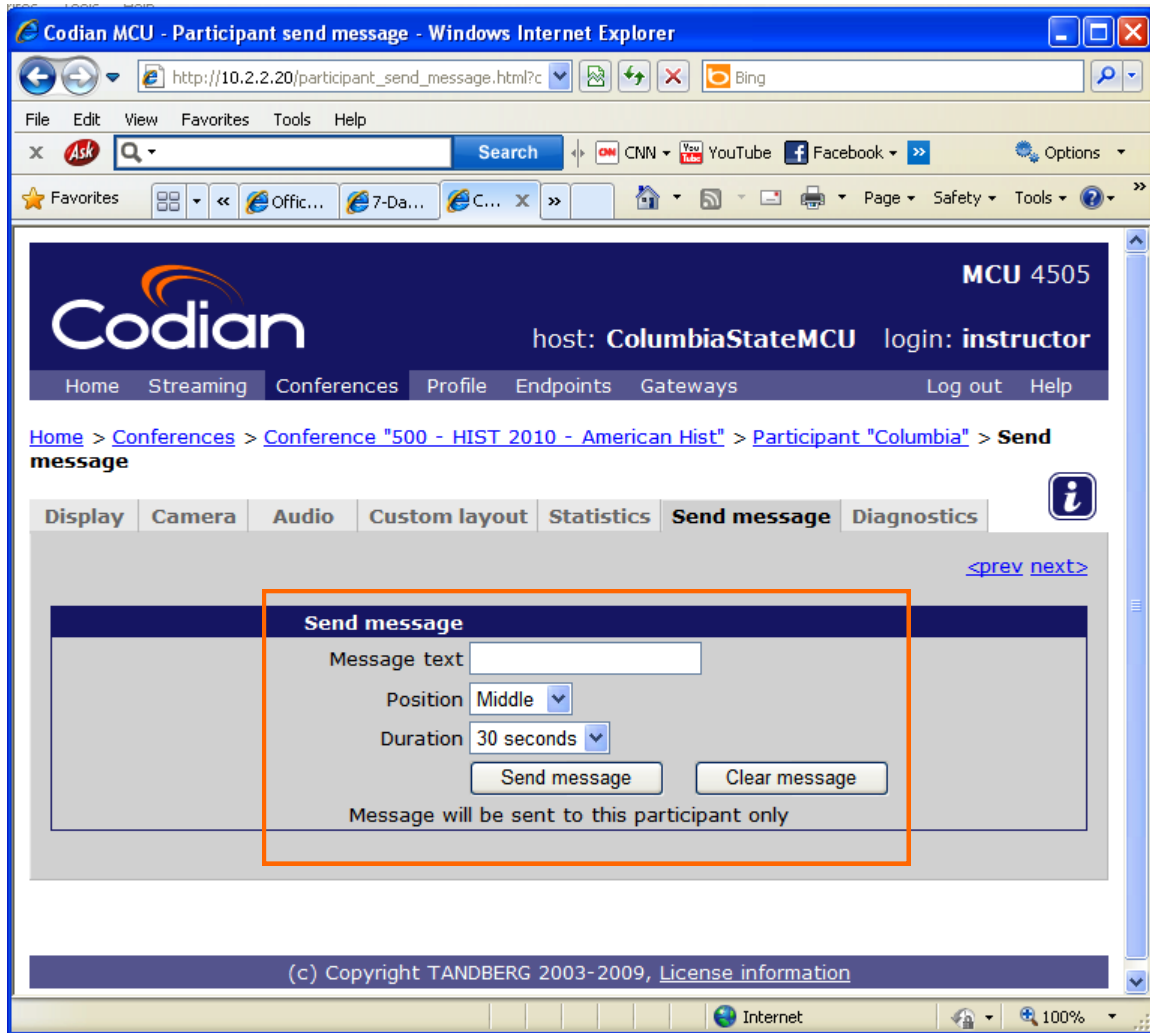 Codian MCU - Participant send message - Windows Internet Explorer
http://10.2.2.20/participant_send_message.html?c
Bing
File Edit View Favorites Tools Help
x Ask Search CNN YouTube Facebook » Options
Favorites « Offic... 7-Da... C... X » Page Safety Tools »
MCU 4505
Codian
host: ColumbiaStateMCU login: instructor
Home Streaming Conferences Profile Endpoints Gateways Log out Help
Home > Conferences > Conference "500 - HIST 2010 - American Hist" > Participant "Columbia" > Send
message
i
Display Camera Audio Custom layout Statistics Send message Diagnostics
<prev next>
Send message
Message text
Position Middle
Duration 30 seconds
Send message Clear message
Message will be sent to this participant only
(c) Copyright TANDBERG 2003-2009, License information
Internet 100%